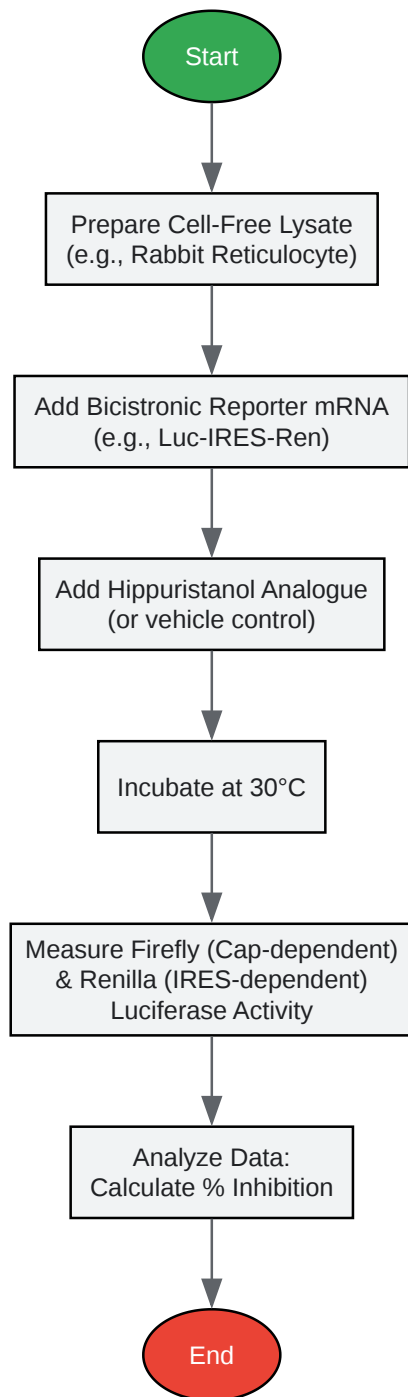 Start
Prepare Cell-Free Lysate
(e.g., Rabbit Reticulocyte)
Add Bicistronic Reporter mRNA
(e.g., Luc-IRES-Ren)
Add Hippuristanol Analogue
(or vehicle control)
Incubate at 30°C
Measure Firefly (Cap-dependent)
& Renilla (IRES-dependent)
Luciferase Activity
Analyze Data:
Calculate % Inhibition
End